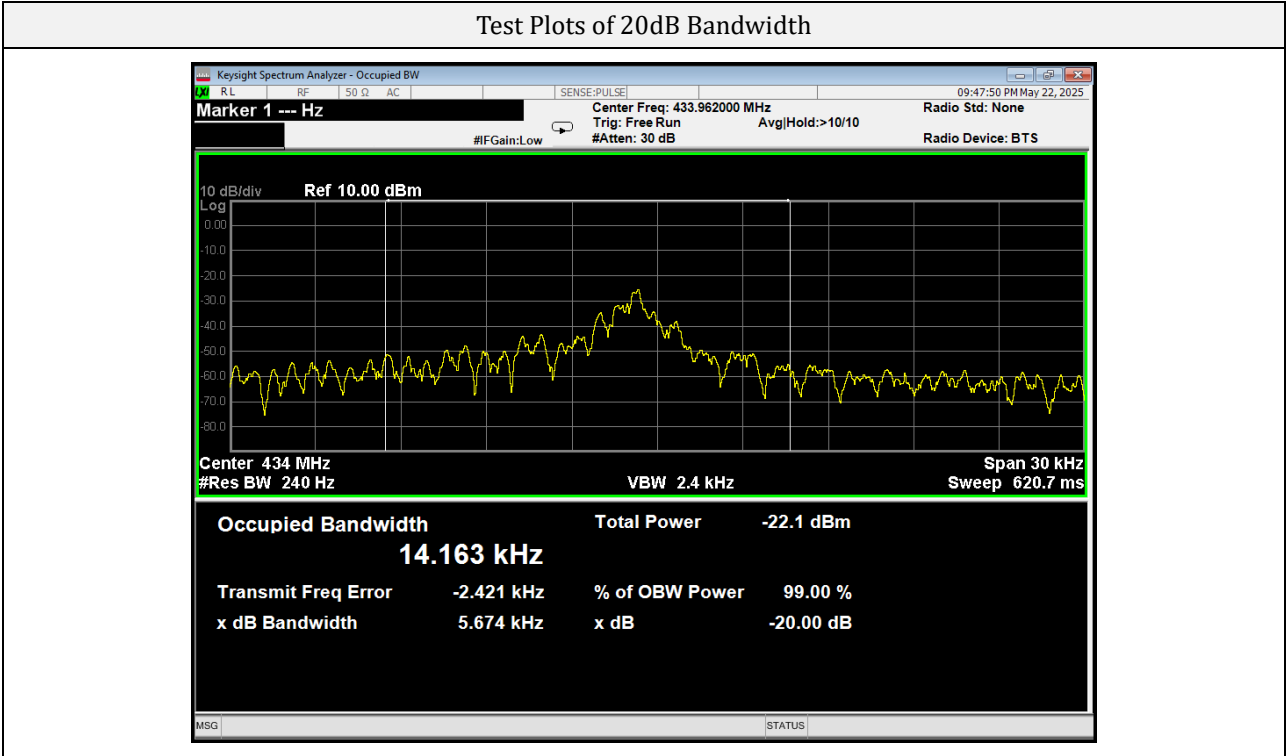 Test Plots of 20dB Bandwidth
Keysight Spectrum Analyzer - Occupied BW
LXI RL RF 50 Ω AC SENSE:PULSE 09:47:50 PM May 22, 2025
Marker 1 --- Hz Center Freq: 433.962000 MHz Radio Std: None
Trig: Free Run Avg|Hold:>10/10
#IFGain:Low #Atten: 30 dB Radio Device: BTS
10 dB/div Ref 10.00 dBm
Log
0.00
-10.0
-20.0
-30.0
-40.0
-50.0
-60.0
-70.0
-80.0
Center 434 MHz Span 30 kHz
#Res BW 240 Hz VBW 2.4 kHz Sweep 620.7 ms
Occupied Bandwidth Total Power -22.1 dBm
14.163 kHz
Transmit Freq Error -2.421 kHz % of OBW Power 99.00 %
x dB Bandwidth 5.674 kHz x dB -20.00 dB
MSG STATUS